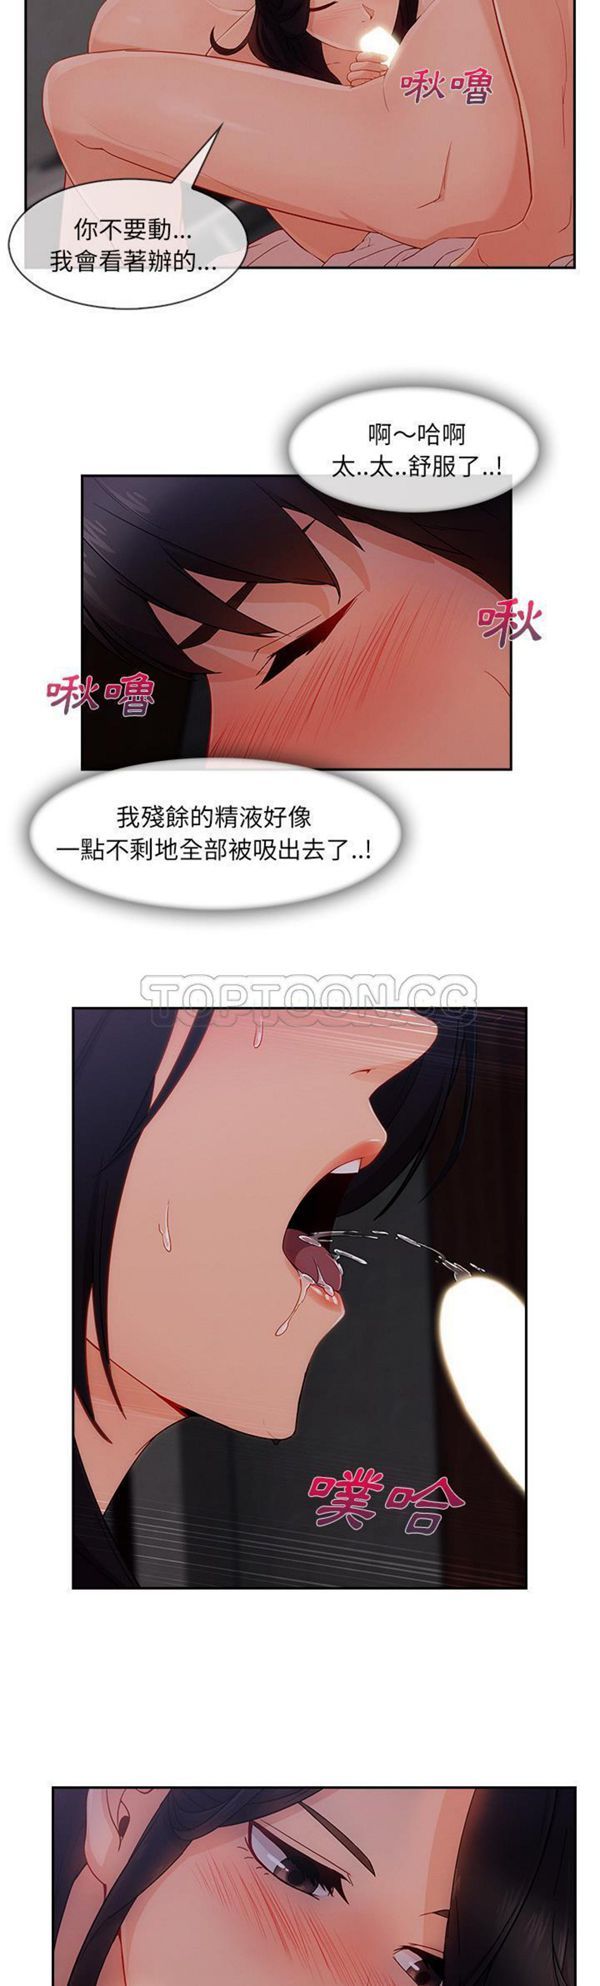 啾嚕
你不要動...
我會看著辦的...
啊～哈啊
太..太..舒服了..!
啾
啾嚕
我殘餘的精液好像
一點不剩地全部被吸出去了..!
TOPTOON.CC
噗哈